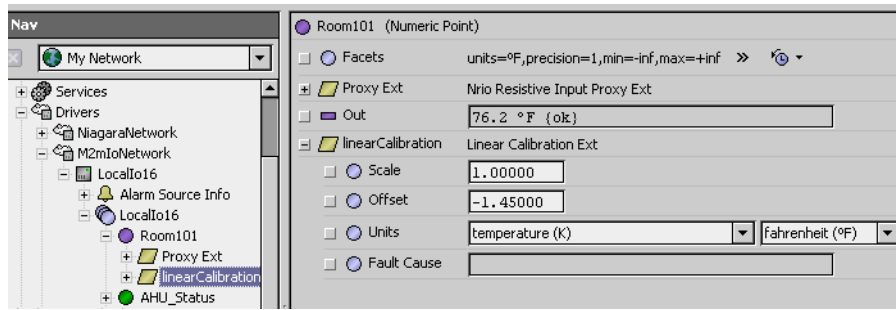 Nav
My Network
Services
Drivers
NiagaraNetwork
M2mIoNetwork
LocalIo16
Alarm Source Info
LocalIo16
Room101
Proxy Ext
linearCalibration
AHU_Status
Room101 (Numeric Point)
Facets units=ºF,precision=1,min=-inf,max=+inf »
Proxy Ext Nrio Resistive Input Proxy Ext
Out 76.2 °F {ok}
linearCalibration Linear Calibration Ext
Scale 1.00000
Offset -1.45000
Units temperature (K) fahrenheit (ºF)
Fault Cause